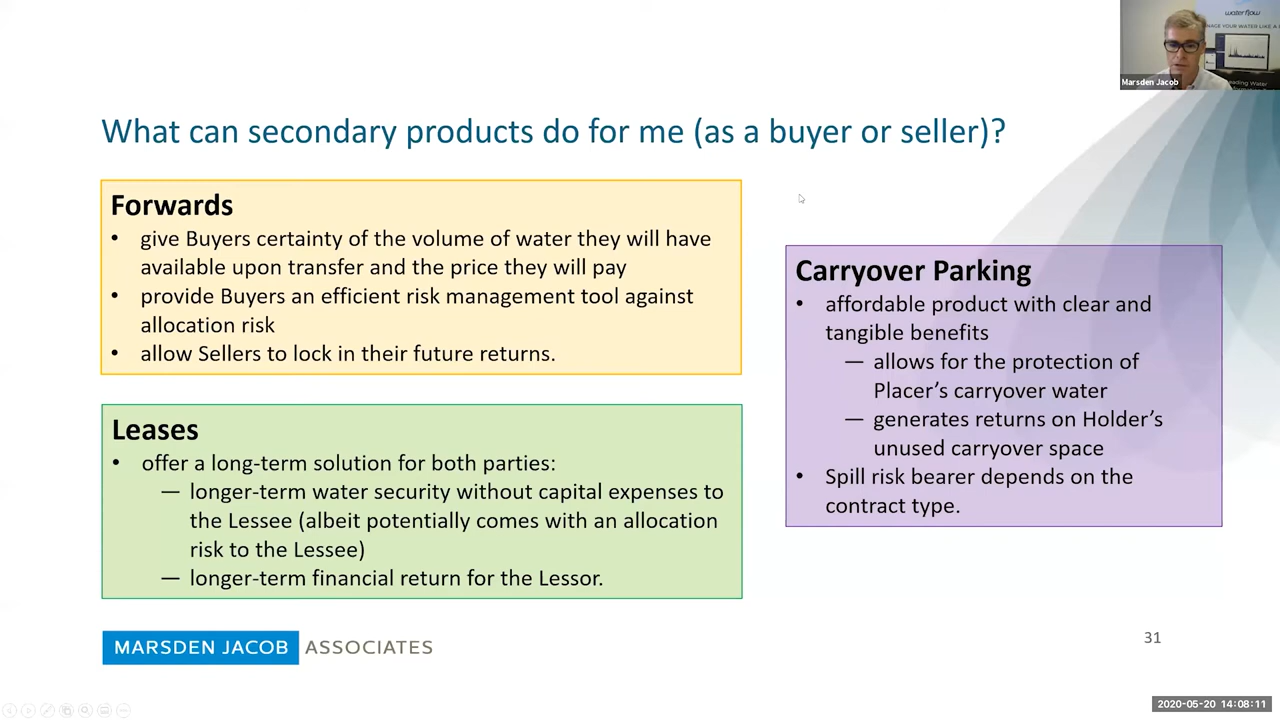 waterflow
MANAGE YOUR WATER LIKE A
Marsden Jacob
What can secondary products do for me (as a buyer or seller)?
Forwards
• give Buyers certainty of the volume of water they will have
available upon transfer and the price they will pay
• provide Buyers an efficient risk management tool against
allocation risk
• allow Sellers to lock in their future returns.
Leases
• offer a long-term solution for both parties:
— longer-term water security without capital expenses to
the Lessee (albeit potentially comes with an allocation
risk to the Lessee)
— longer-term financial return for the Lessor.
Carryover Parking
• affordable product with clear and
tangible benefits
— allows for the protection of
Placer’s carryover water
— generates returns on Holder’s
unused carryover space
• Spill risk bearer depends on the
contract type.
MARSDEN JACOB ASSOCIATES
31
2020-05-20 14:08:11